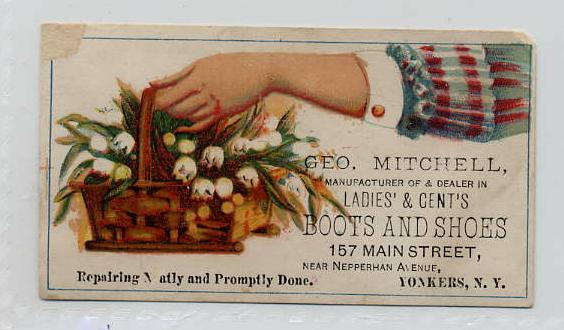 GEO. MITCHELL,
MANUFACTURER OF & DEALER IN
LADIES' & GENT'S
BOOTS AND SHOES
157 MAIN STREET,
NEAR NEPPERHAN AVENUE,
Repairing Neatly and Promptly Done. YONKERS, N. Y.